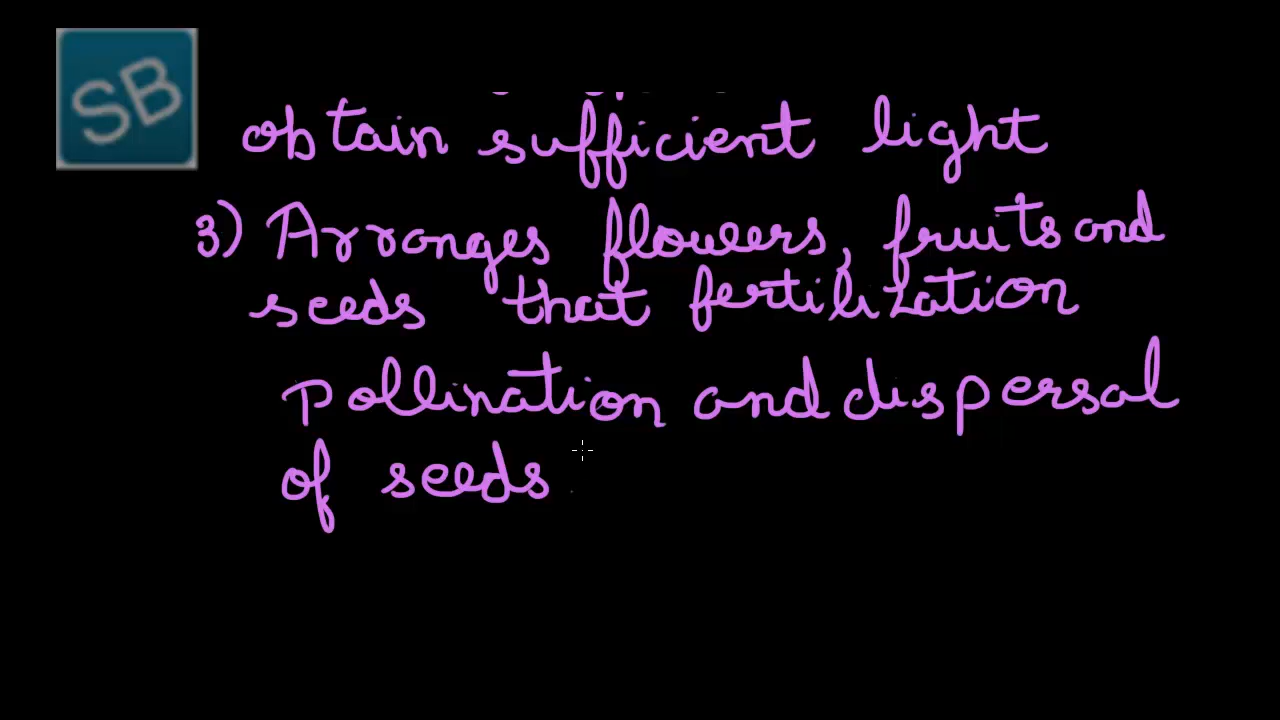 SB
obtain sufficient light
3) Arranges flowers, fruits and
seeds that fertilization
pollination and dispersal
of seeds.